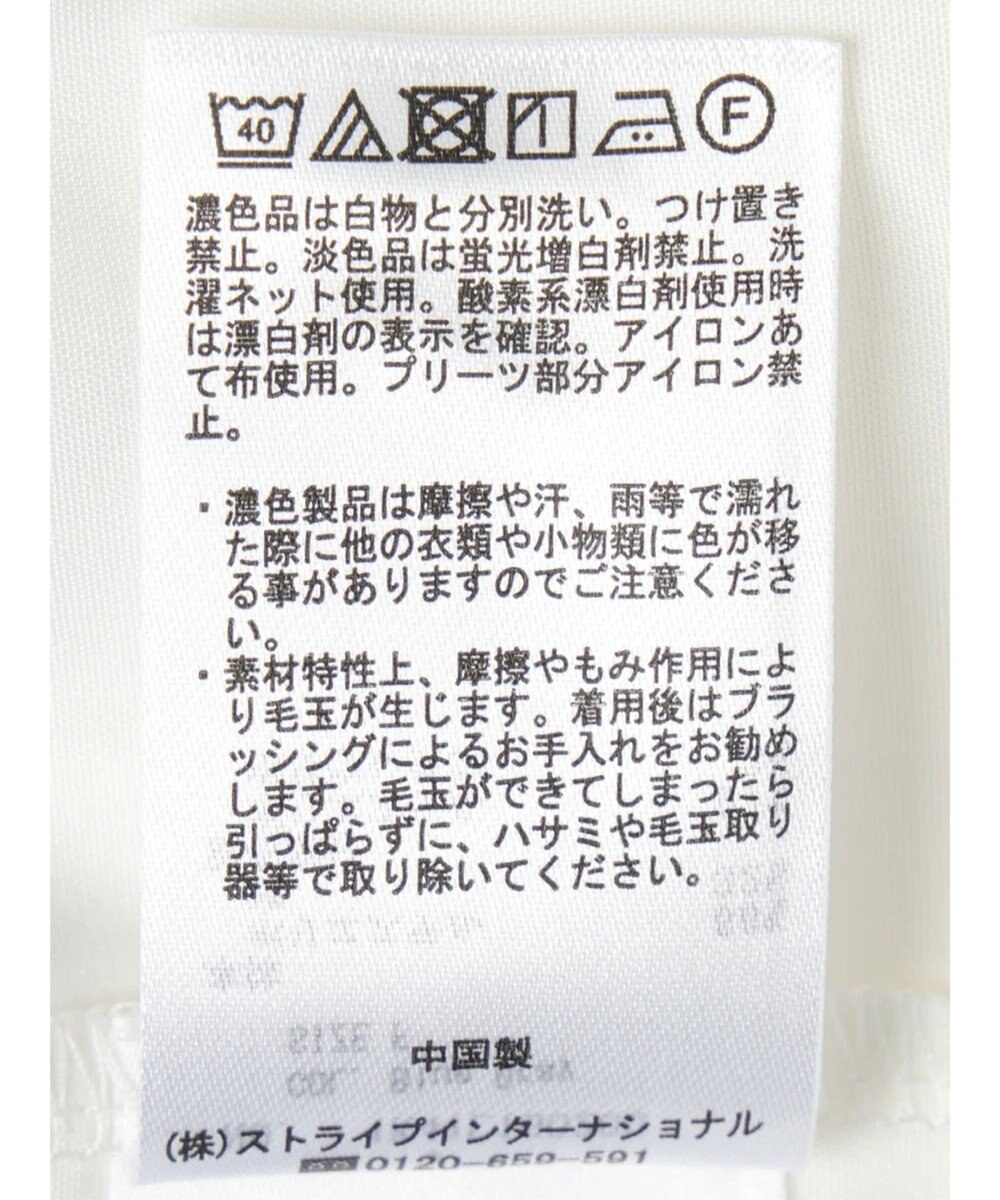 40
F
濃色品は白物と分別洗い。つけ置き
禁止。淡色品は蛍光増白剤禁止。洗
濯ネット使用。酸素系漂白剤使用時
は漂白剤の表示を確認。アイロンあ
て布使用。プリーツ部分アイロン禁
止。
・濃色製品は摩擦や汗、雨等で濡れ
た際に他の衣類や小物類に色が移
る事がありますのでご注意くださ
い。
・素材特性上、摩擦やもみ作用によ
り毛玉が生じます。着用後はブラ
ッシングによるお手入れをお勧め
します。毛玉ができてしまったら
引っぱらずに、ハサミや毛玉取り
器等で取り除いてください。
中国製
(株)ストライプインターナショナル
0120-659-591